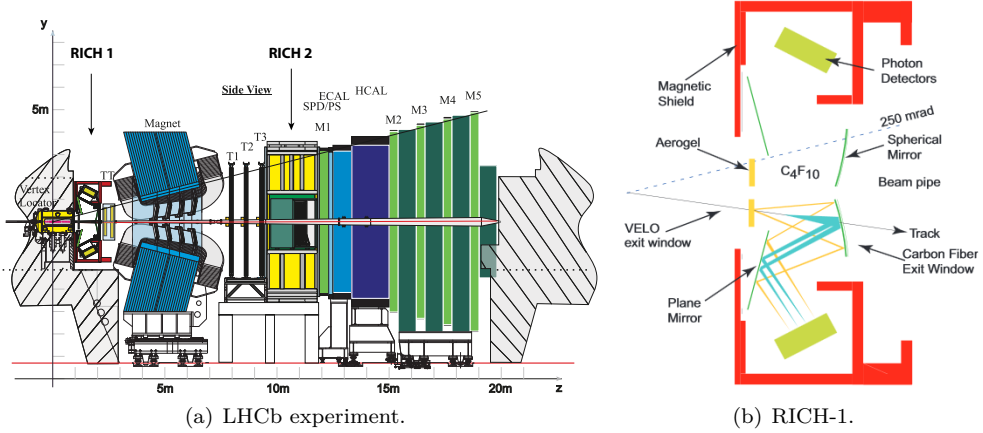 y
RICH 1
RICH 2
Side View
ECAL
HCAL
SPD/PS
M1
M2
M3
M4
M5
5m
Magnet
T1
T2
T3
TT
Vertex
Locator
5m
10m
15m
20m
z
(a) LHCb experiment.
Magnetic
Shield
Photon
Detectors
250 mrad
Aerogel
Spherical
Mirror
C4F10
Beam pipe
VELO
exit window
Track
Carbon Fiber
Exit Window
Plane
Mirror
(b) RICH-1.